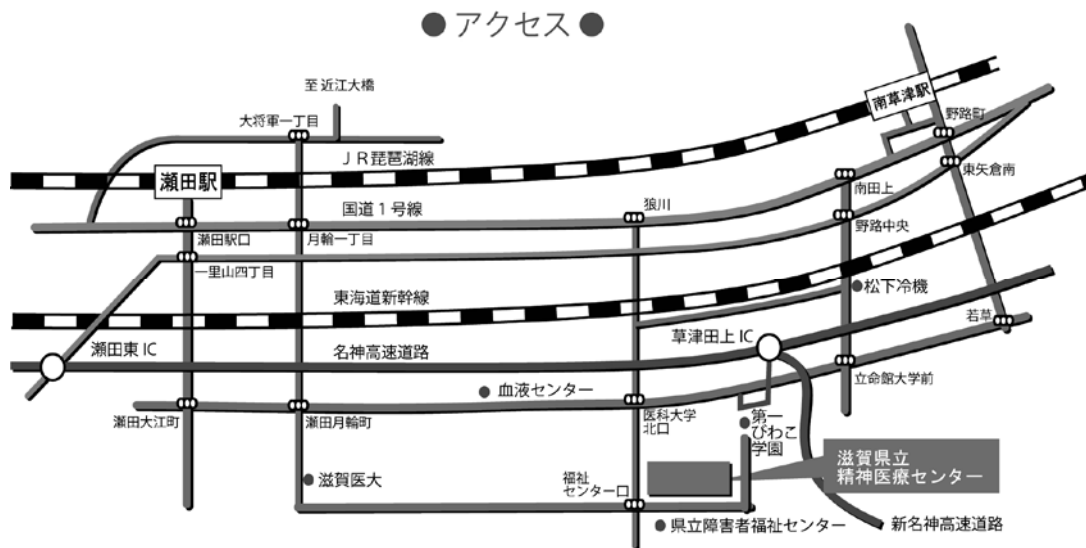 ● アクセス ●
至 近江大橋
大将軍一丁目
JR琵琶湖線
南草津駅
野路町
瀬田駅
東矢倉南
国道1号線
狼川
南田上
瀬田駅口
月輪一丁目
野路中央
一里山四丁目
東海道新幹線
松下冷機
瀬田東IC
名神高速道路
草津田上IC
若草
血液センター
立命館大学前
瀬田大江町
瀬田月輪町
医科大学
北口
第一
びわこ
学園
滋賀医大
福祉
センター口
滋賀県立
精神医療センター
県立障害者福祉センター
新名神高速道路